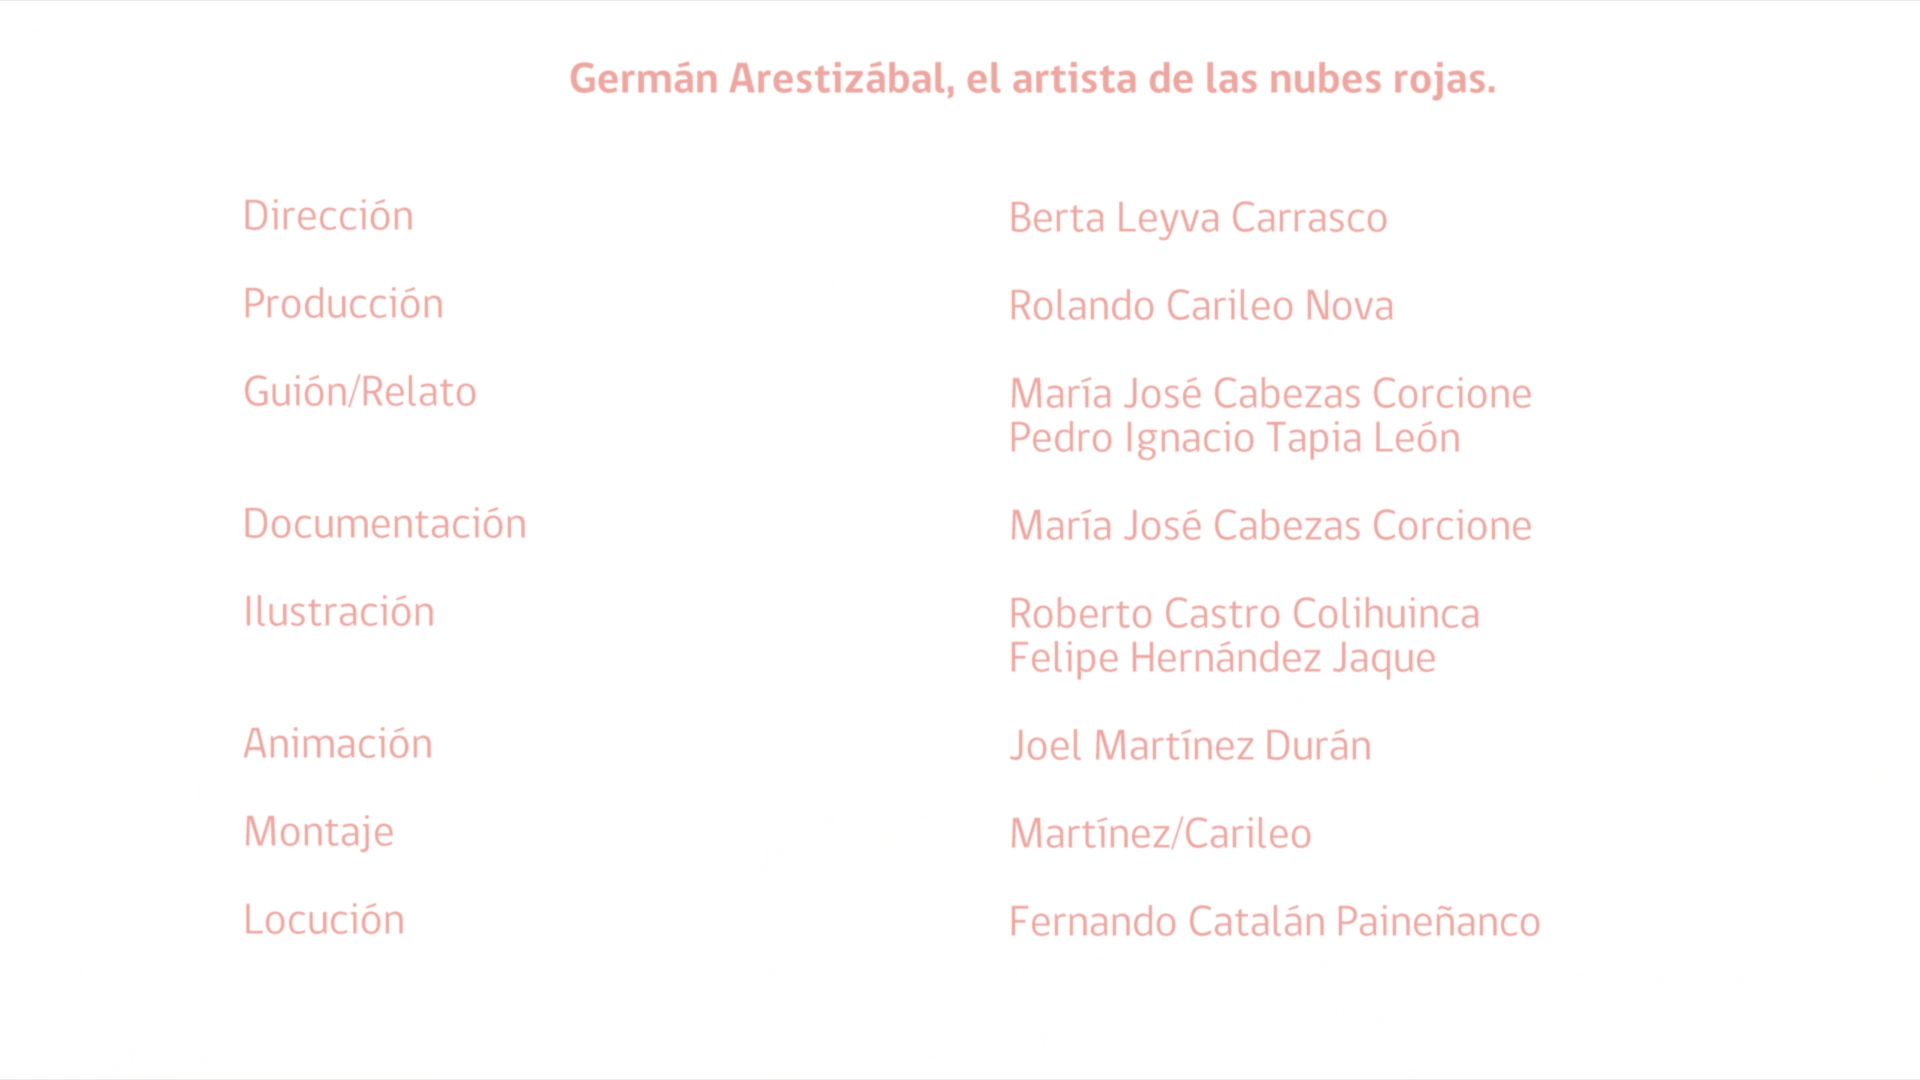 Germán Arestizábal, el artista de las nubes rojas.
Dirección Berta Leyva Carrasco
Producción Rolando Carileo Nova
Guión/Relato María José Cabezas Corcione
Pedro Ignacio Tapia León
Documentación María José Cabezas Corcione
Ilustración Roberto Castro Colihuinca
Felipe Hernández Jaque
Animación Joel Martínez Durán
Montaje Martínez/Carileo
Locución Fernando Catalán Paineñanco